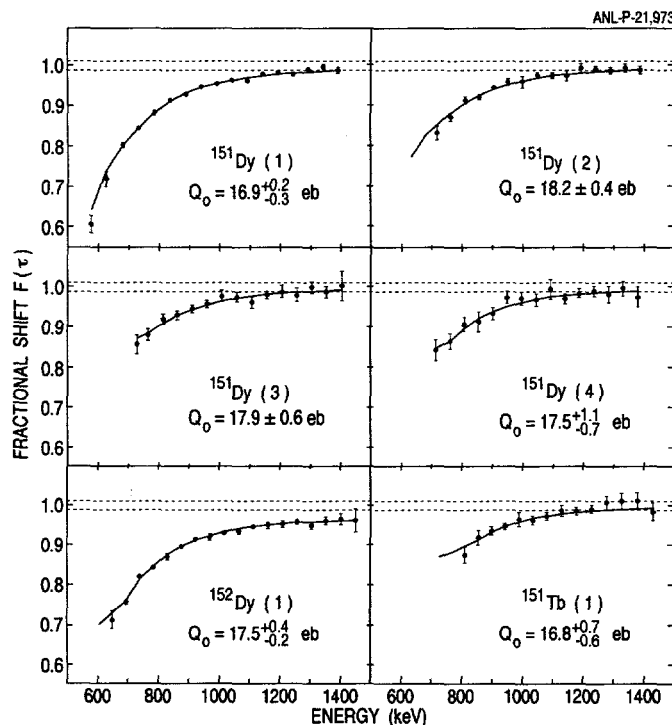 ANL-P-21,973
FRACTIONAL SHIFT F(τ)
1.0
0.9
0.8
0.7
0.6
¹⁵¹Dy (1)
Q₀ = 16.9 +0.2 -0.3 eb
¹⁵¹Dy (2)
Q₀ = 18.2 ± 0.4 eb
1.0
0.9
0.8
0.7
0.6
¹⁵¹Dy (3)
Q₀ = 17.9 ± 0.6 eb
¹⁵¹Dy (4)
Q₀ = 17.5 +1.1 -0.7 eb
1.0
0.9
0.8
0.7
0.6
¹⁵²Dy (1)
Q₀ = 17.5 +0.4 -0.2 eb
¹⁵¹Tb (1)
Q₀ = 16.8 +0.7 -0.6 eb
600 800 1000 1200 1400 600 800 1000 1200 1400
ENERGY (keV)